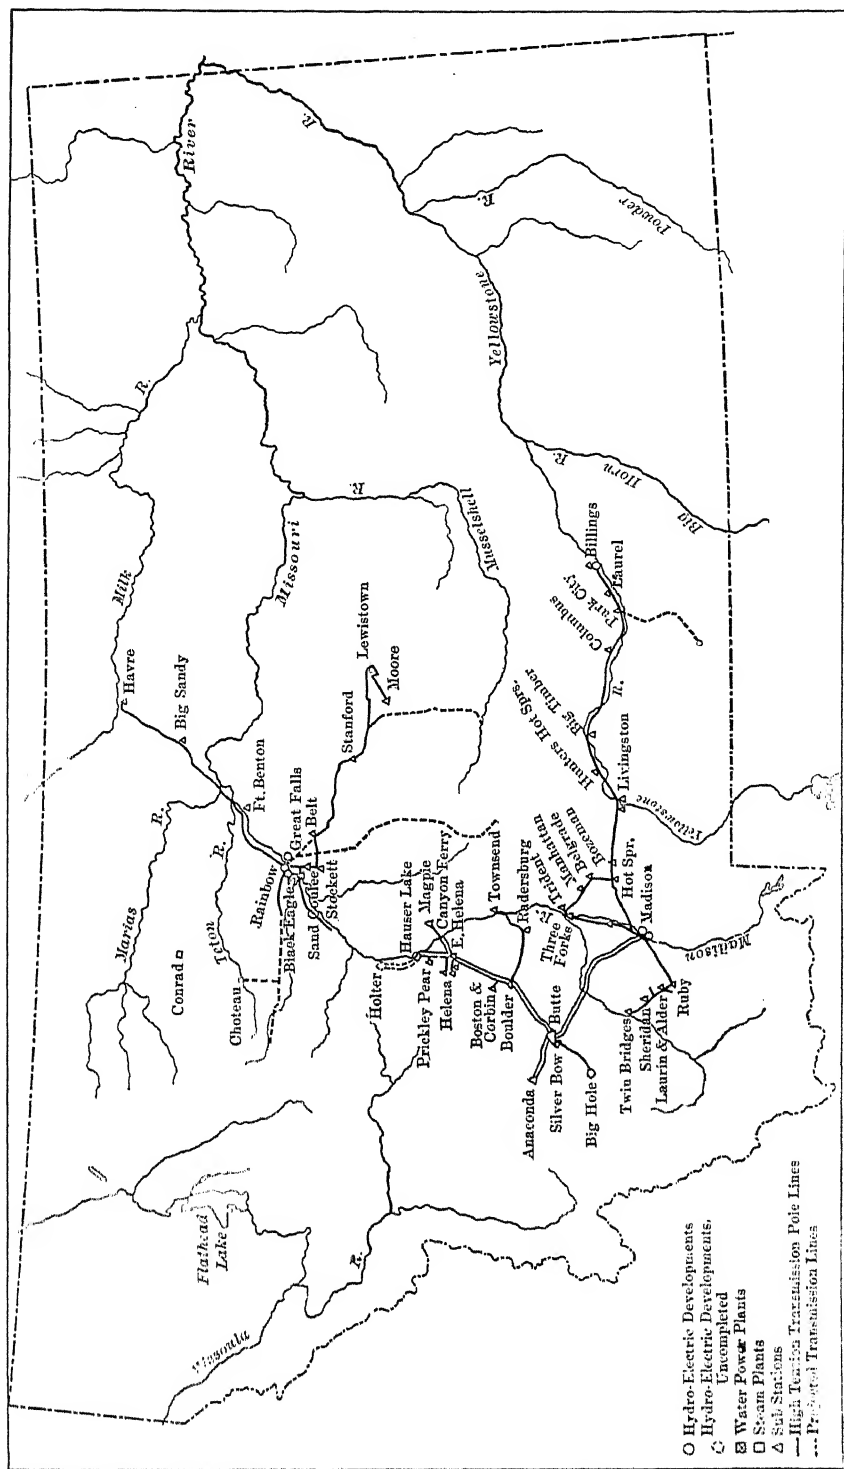 River
R.
R.
Powder
Yellowstone
R.
Milk
Missouri
R.
Musselshell
R.
Horn
Big
Havre
Big Sandy
Ft. Benton
Marias
R.
Teton
R.
Conrad
Choteau
Rainbow
Great Falls
Black Eagle
Belt
Sand Coulee
Stockett
Stanford
Lewistown
Moore
Billings
Laurel
Park City
Columbus
R.
Big Timber
Hunters Hot Sprs.
Livingston
Yellowstone
Holter
Hauser Lake
Magpie
Canyon Ferry
Prickley Pear
E. Helena
Helena
Townsend
Radersburg
Trident
Manhattan
Belgrade
Bozeman
Hot Spr.
R.
Three
Forks
Madison
Madison
Boston &
Corbin
Boulder
Butte
Anaconda
Silver Bow
Big Hole
Twin Bridges
Sheridan
Laurin & Alder
Ruby
Flathead
Lake
Missoula
R.
Hydro-Electric Developments
Hydro-Electric Developments.
Uncompleted
Water Power Plants
Steam Plants
Sub Stations
High Tension Transmission Pole Lines
Projected Transmission Lines